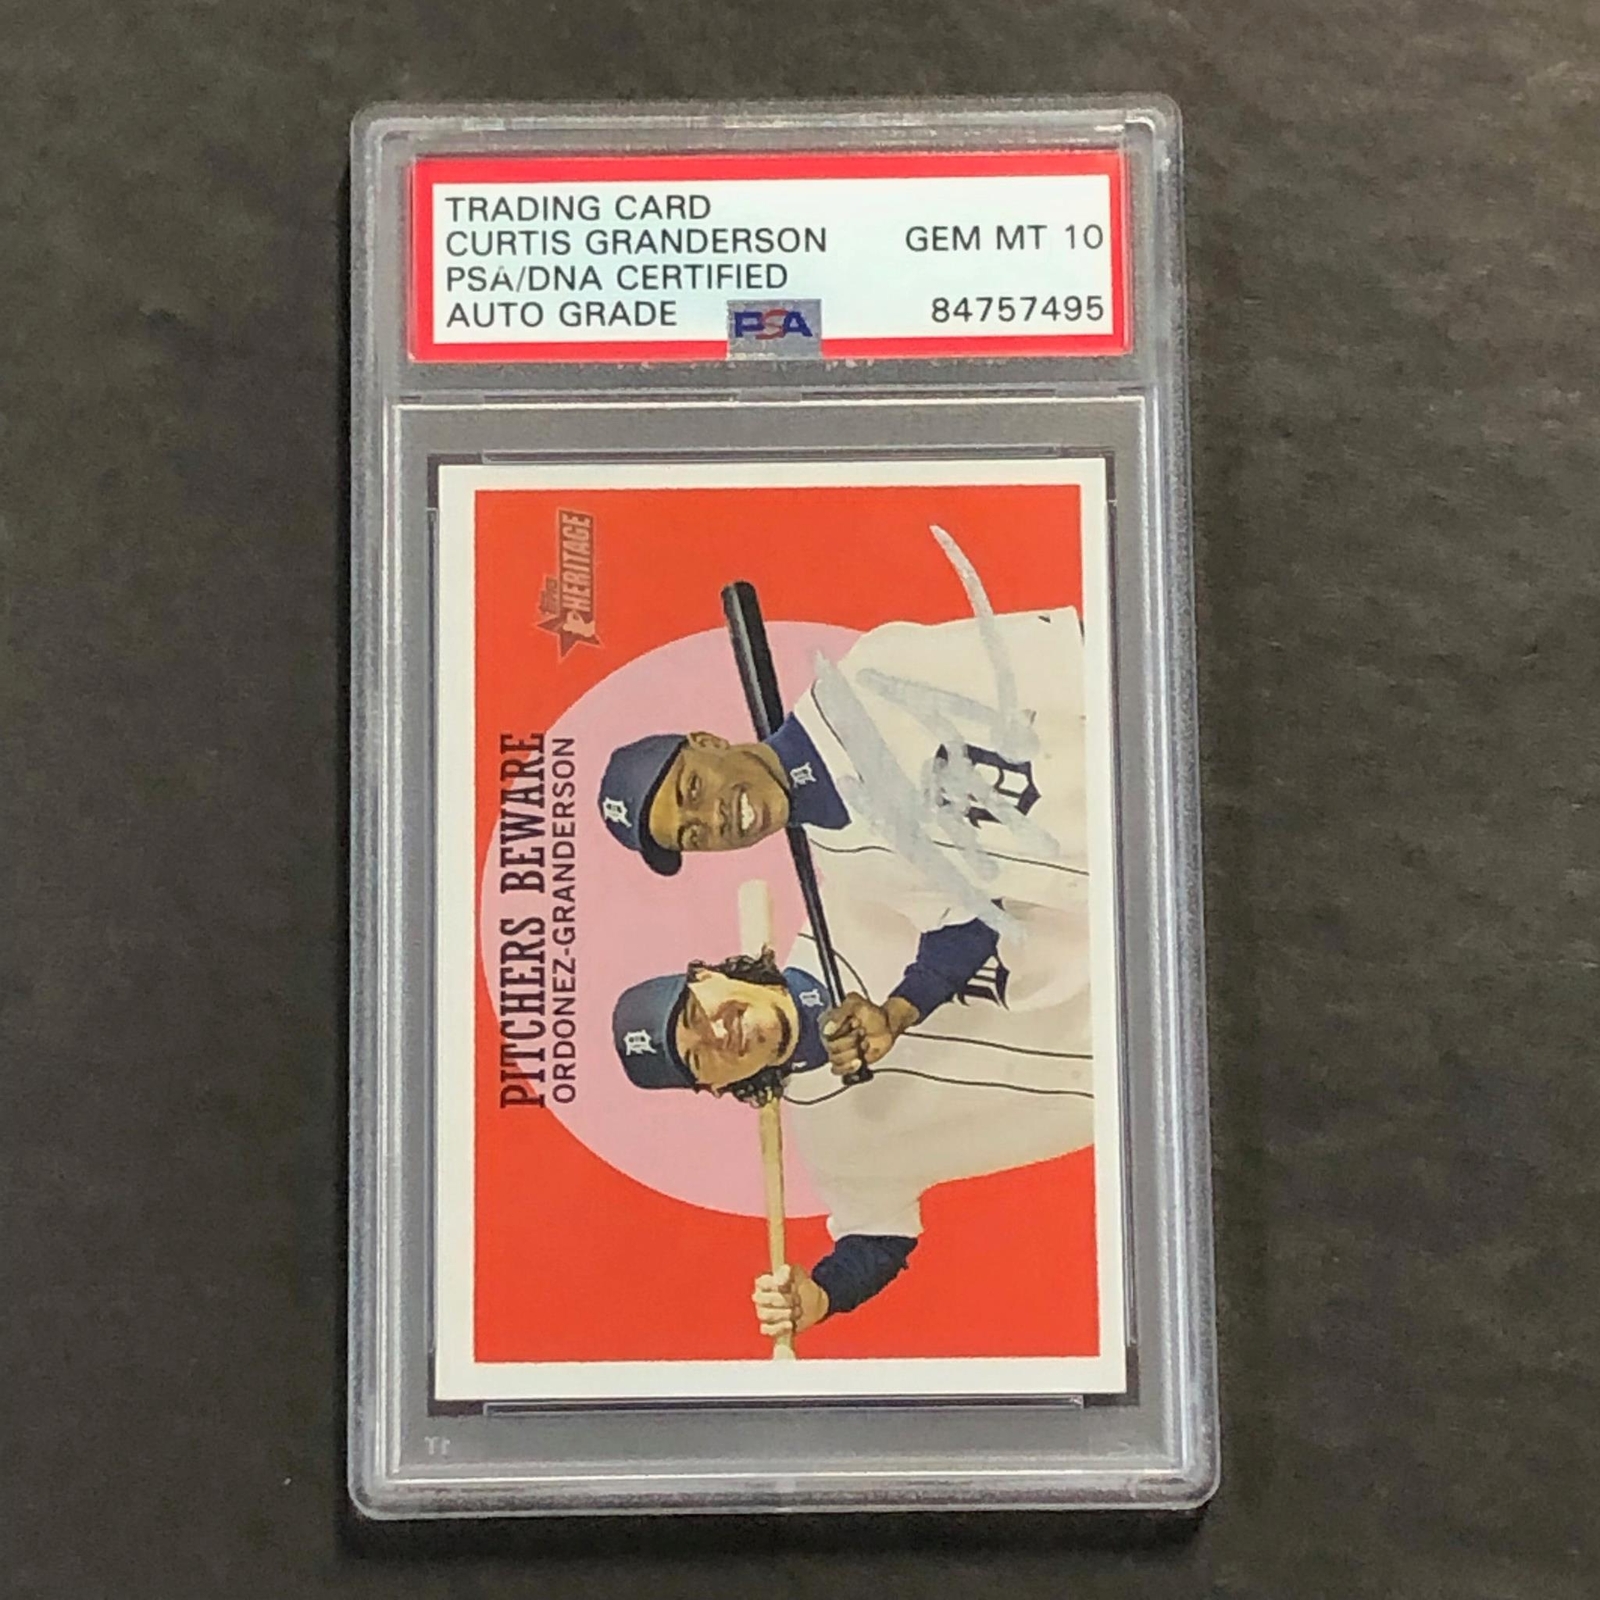 TRADING CARD
CURTIS GRANDERSON GEM MT 10
PSA/DNA CERTIFIED
AUTO GRADE PSA 84757495
PITCHERS BEWARE
ORDONEZ-GRANDERSON
Topps
HERITAGE
D
D
D
D
D
D